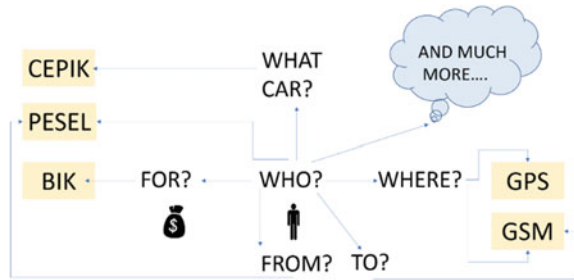 AND MUCH
MORE....
WHAT
CAR?
CEPIK
PESEL
BIK
FOR?
WHO?
WHERE?
GPS
$
GSM
FROM?
TO?